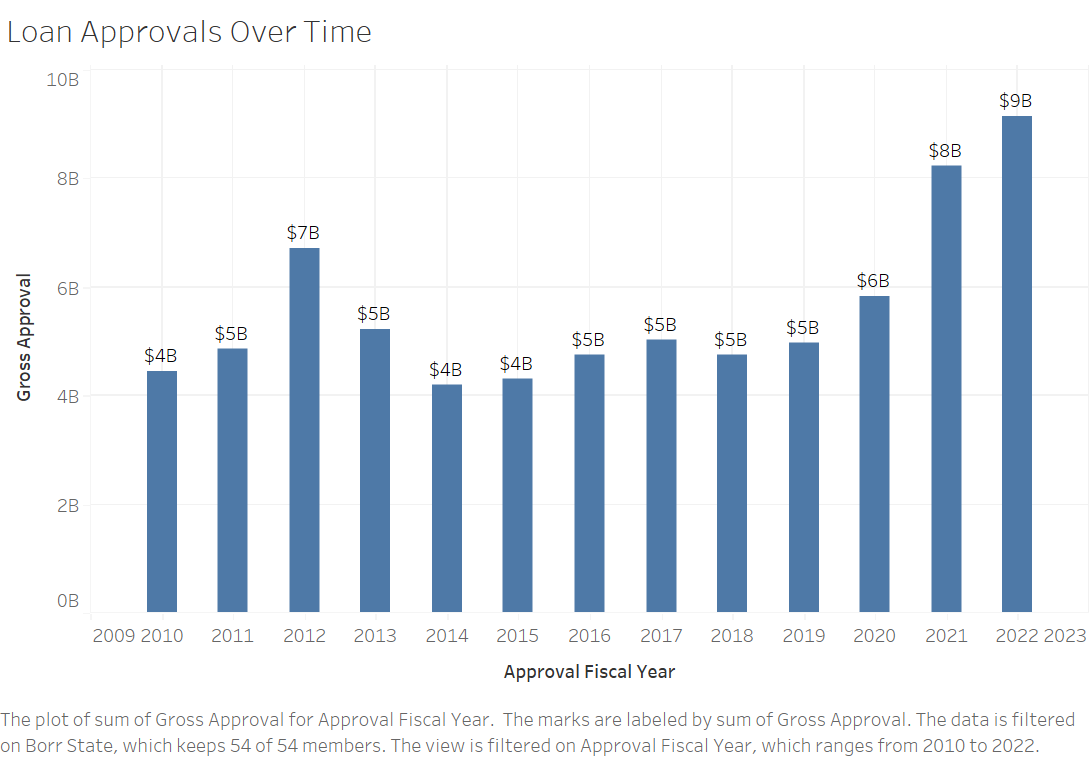 Loan Approvals Over Time
10B
8B
6B
4B
2B
0B
Gross Approval
$4B
$5B
$7B
$5B
$4B
$4B
$5B
$5B
$5B
$5B
$6B
$8B
$9B
2009 2010 2011 2012 2013 2014 2015 2016 2017 2018 2019 2020 2021 2022 2023
Approval Fiscal Year
The plot of sum of Gross Approval for Approval Fiscal Year. The marks are labeled by sum of Gross Approval. The data is filtered
on Borr State, which keeps 54 of 54 members. The view is filtered on Approval Fiscal Year, which ranges from 2010 to 2022.